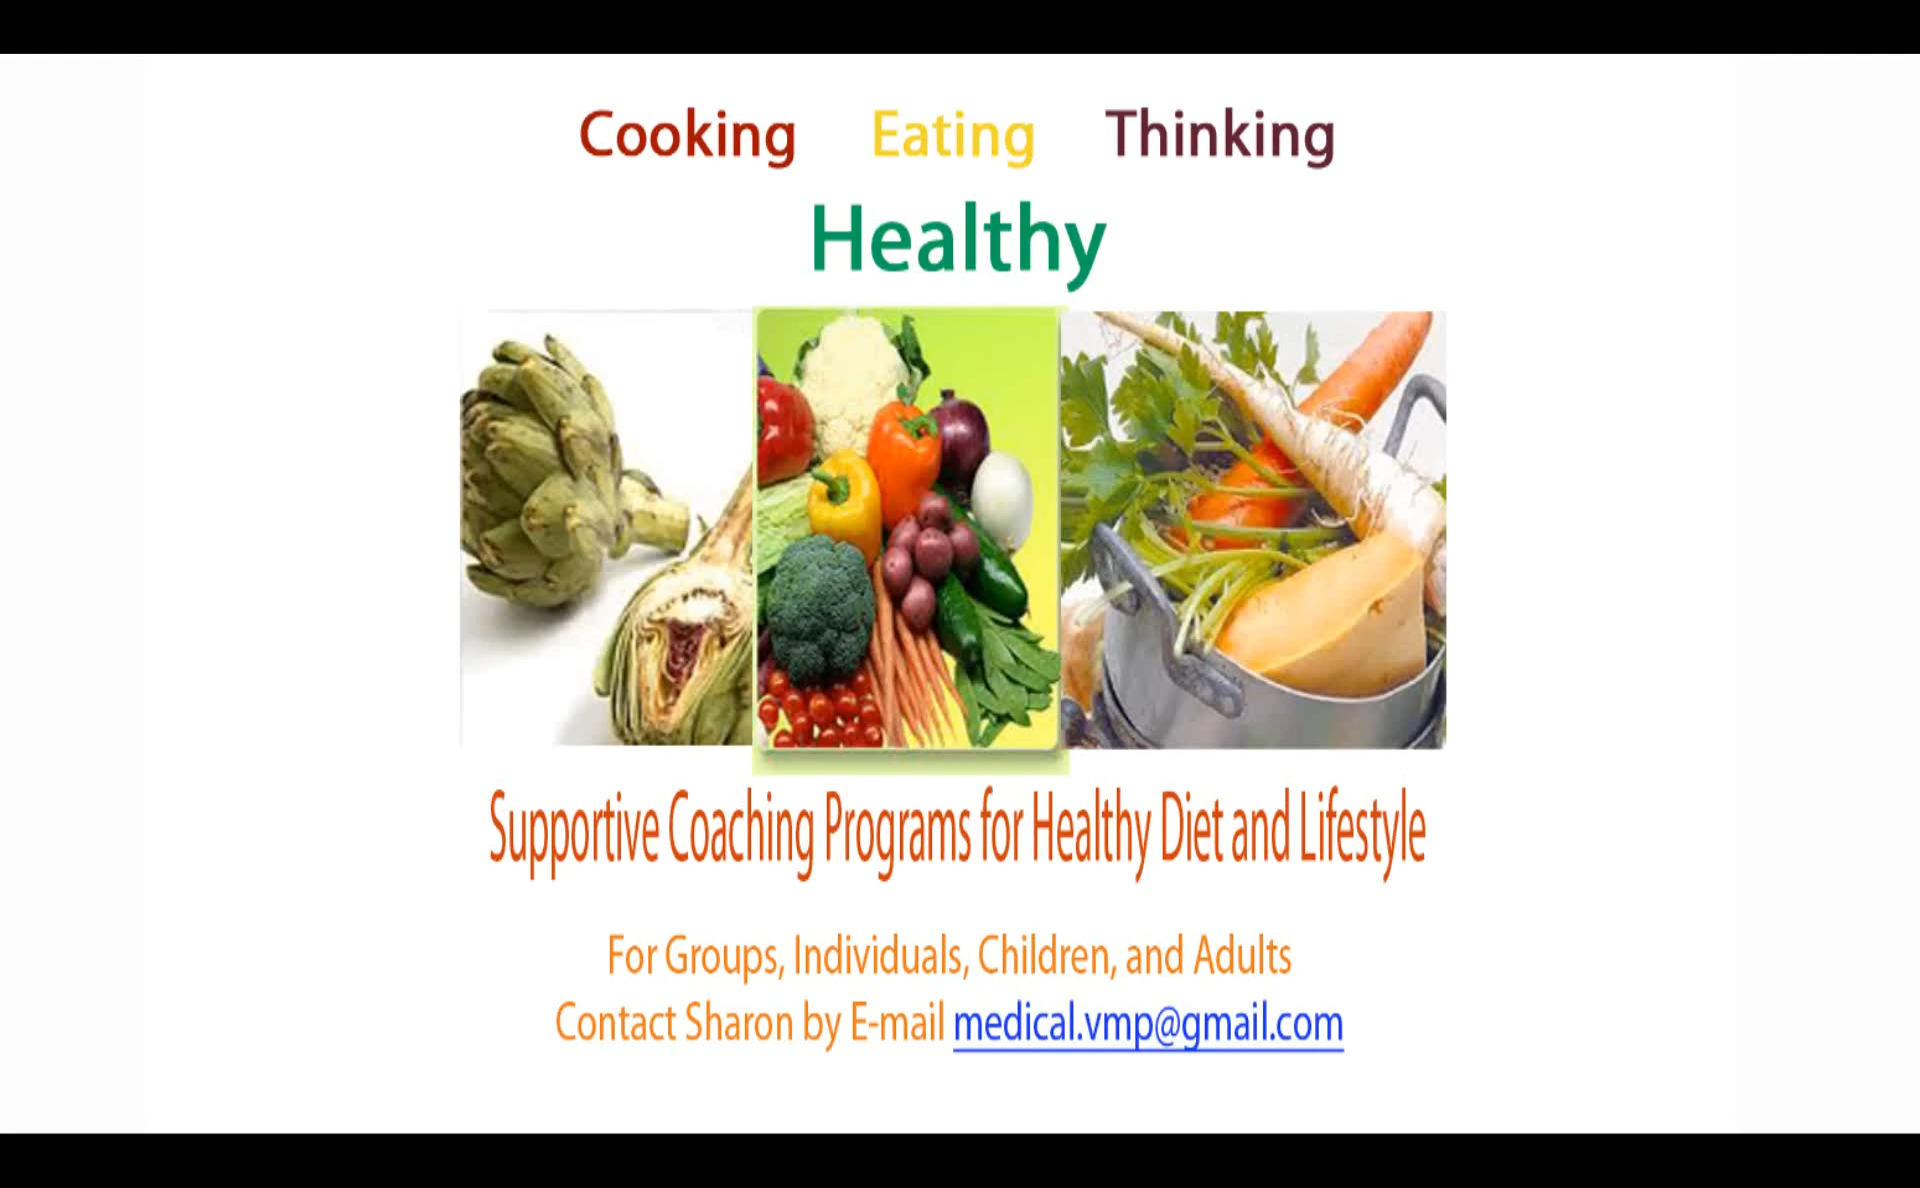 Cooking Eating Thinking
Healthy
Supportive Coaching Programs for Healthy Diet and Lifestyle
For Groups, Individuals, Children, and Adults
Contact Sharon by E-mail medical.vmp@gmail.com